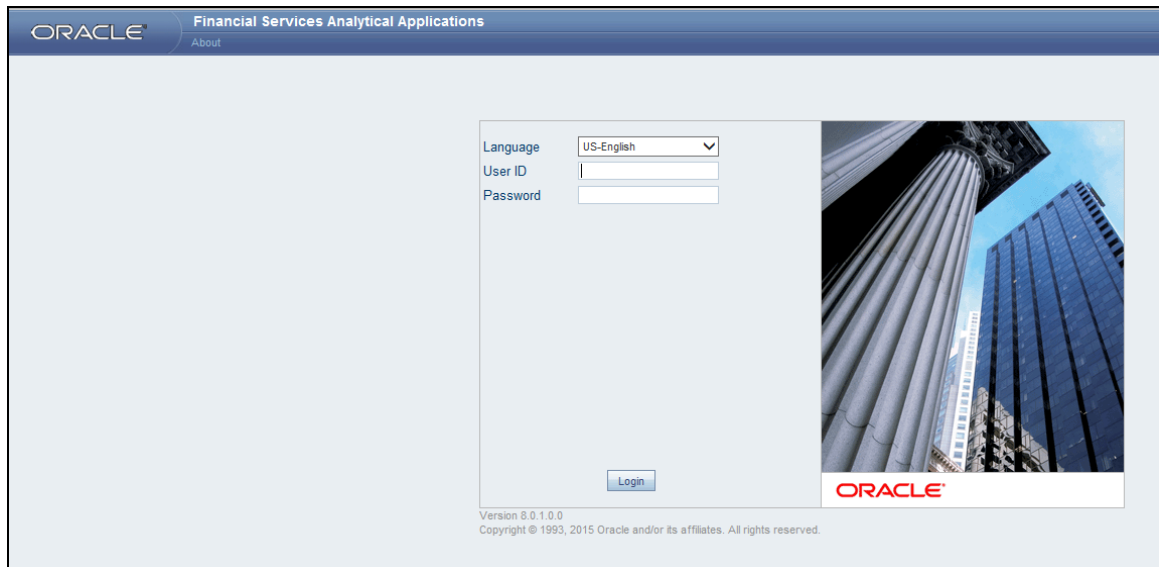 ORACLE
Financial Services Analytical Applications
About
Language US-English
User ID
Password
Login
ORACLE
Version 8.0.1.0.0
Copyright © 1993, 2015 Oracle and/or its affiliates. All rights reserved.